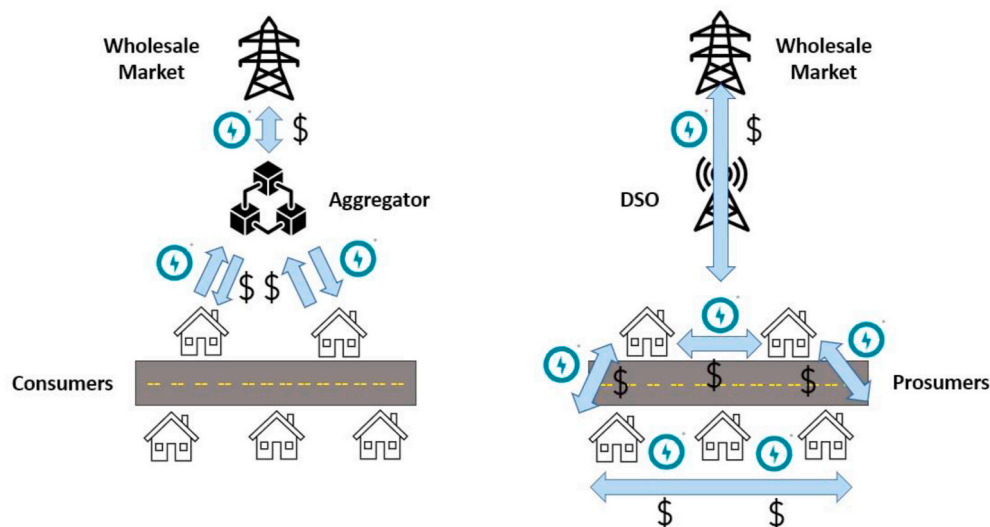 Wholesale
Market
$
Aggregator
$ $
Consumers
Wholesale
Market
$
DSO
$
$
$
Prosumers
$
$